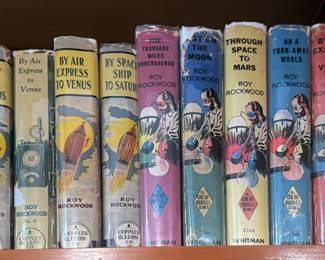 By Air
Express
to
Venus
BY AIR
EXPRESS
TO VENUS
ROY
ROCKWOOD
CUPPLES
& LEON
BY SPACE
SHIP
TO SATURN
ROY
ROCKWOOD
CUPPLES
& LEON
CO
FIVE
THOUSAND
MILES
UNDERGROUND
ROY
ROCKWOOD
WHITMAN
ON
THE
MOON
ROY
ROCKWOOD
THROUGH
SPACE
TO
MARS
ROY
ROCKWOOD
WHITMAN
ON A
TORN-AWAY
WORLD
ROY
ROCKWOOD
WHITMAN